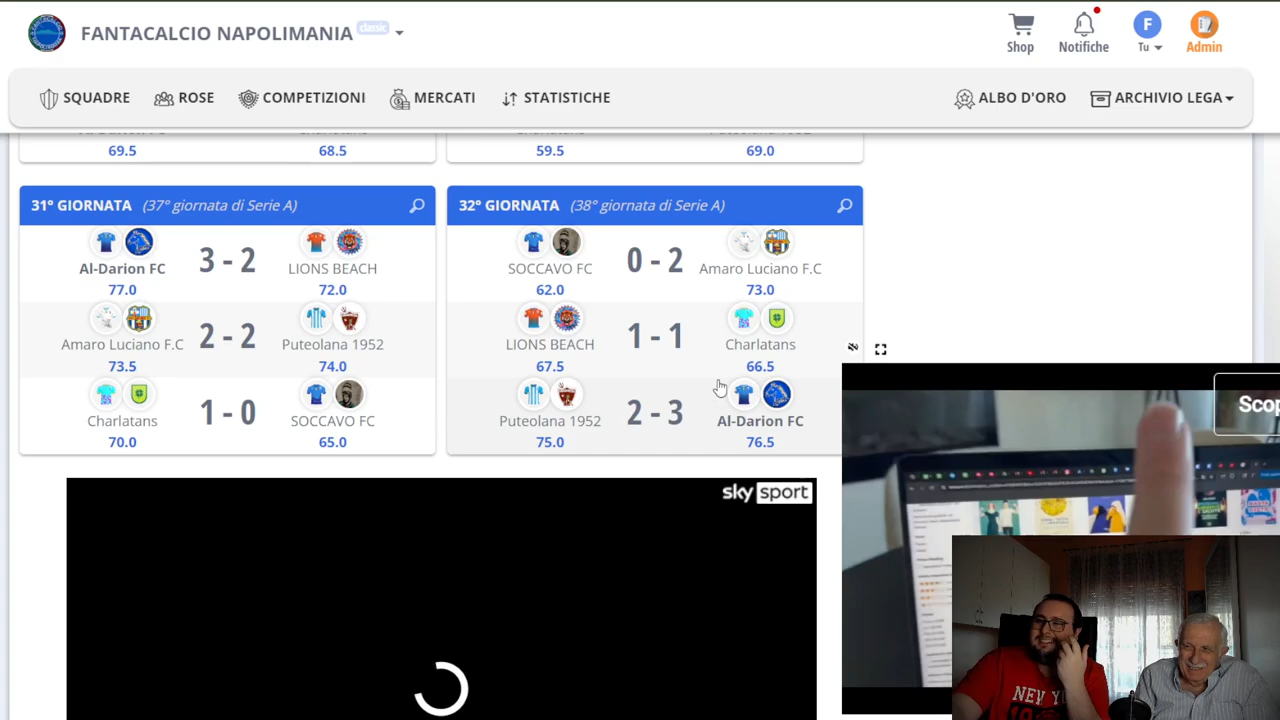 FANTACALCIO NAPOLIMANIA classic
Shop
Notifiche
F
Tu
Admin
SQUADRE ROSE COMPETIZIONI MERCATI STATISTICHE ALBO D'ORO ARCHIVIO LEGA
69.5 68.5 59.5 69.0
31° GIORNATA (37° giornata di Serie A)
Al-Darion FC 3 - 2 LIONS BEACH
77.0 72.0
Amaro Luciano F.C 2 - 2 Puteolana 1952
73.5 74.0
Charlatans 1 - 0 SOCCAVO FC
70.0 65.0
32° GIORNATA (38° giornata di Serie A)
SOCCAVO FC 0 - 2 Amaro Luciano F.C
62.0 73.0
LIONS BEACH 1 - 1 Charlatans
67.5 66.5
Puteolana 1952 2 - 3 Al-Darion FC
75.0 76.5
sky sport
Scop
NEW